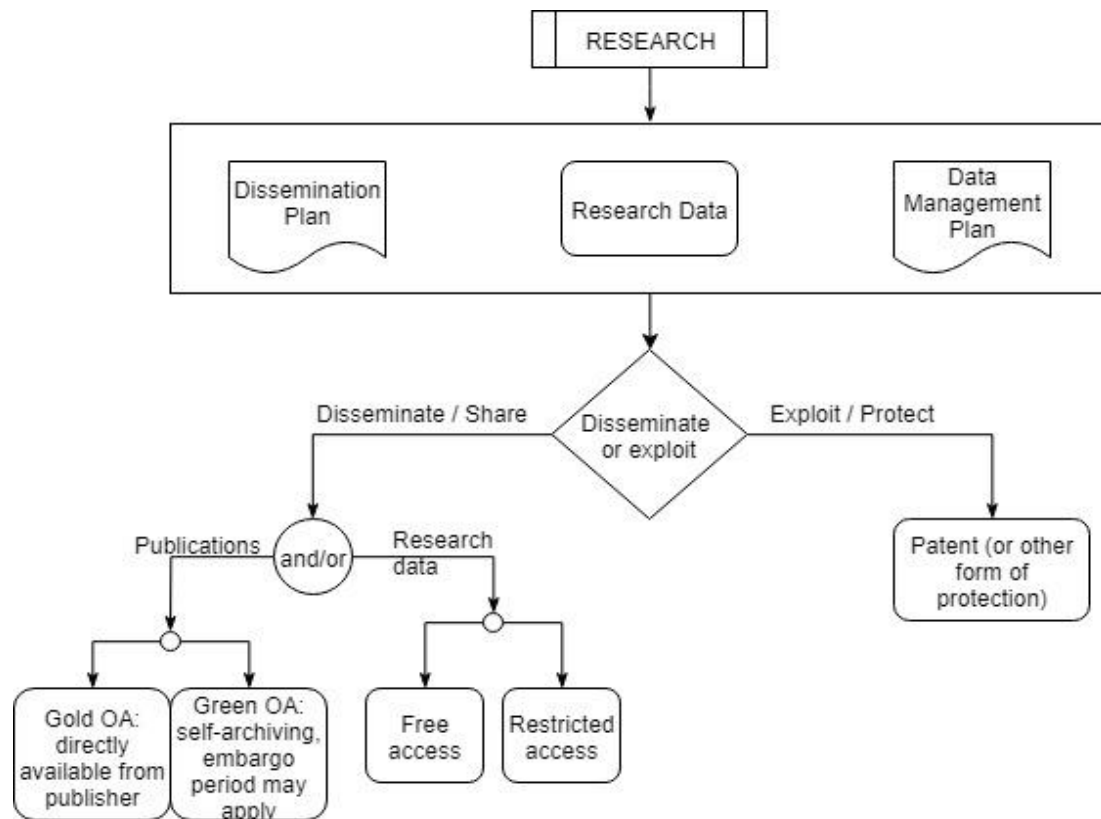 RESEARCH
Dissemination
Plan
Research Data
Data
Management
Plan
Disseminate / Share
Disseminate
or exploit
Exploit / Protect
Publications
and/or
Research
data
Patent (or other
form of
protection)
Gold OA:
directly
available from
publisher
Green OA:
self-archiving,
embargo
period may
apply
Free
access
Restricted
access